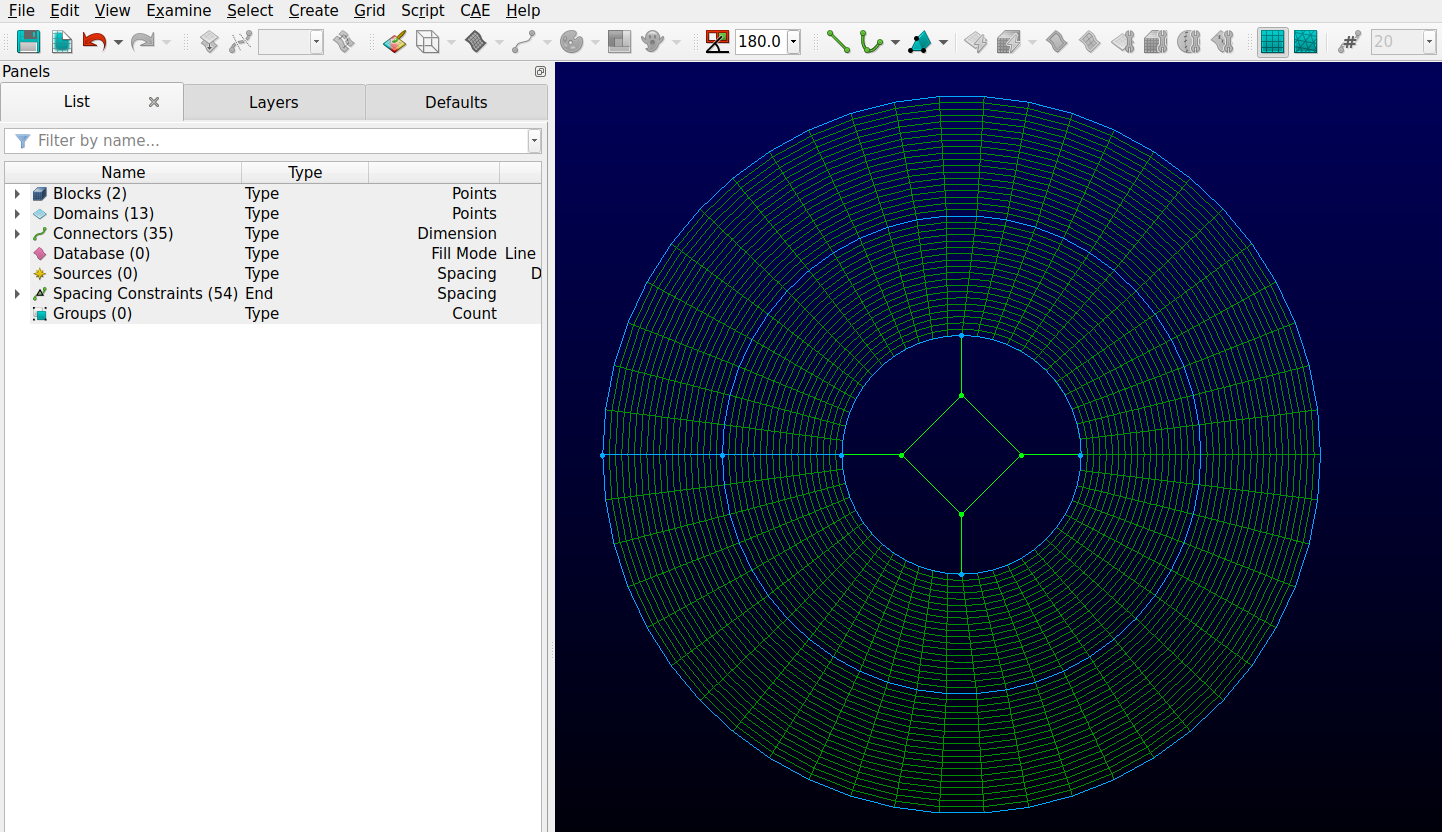 File Edit View Examine Select Create Grid Script CAE Help
180.0 20
Panels
List Layers Defaults
Filter by name...
Name Type
Blocks (2) Type Points
Domains (13) Type Points
Connectors (35) Type Dimension
Database (0) Type Fill Mode Line
Sources (0) Type Spacing D
Spacing Constraints (54) End Spacing
Groups (0) Type Count